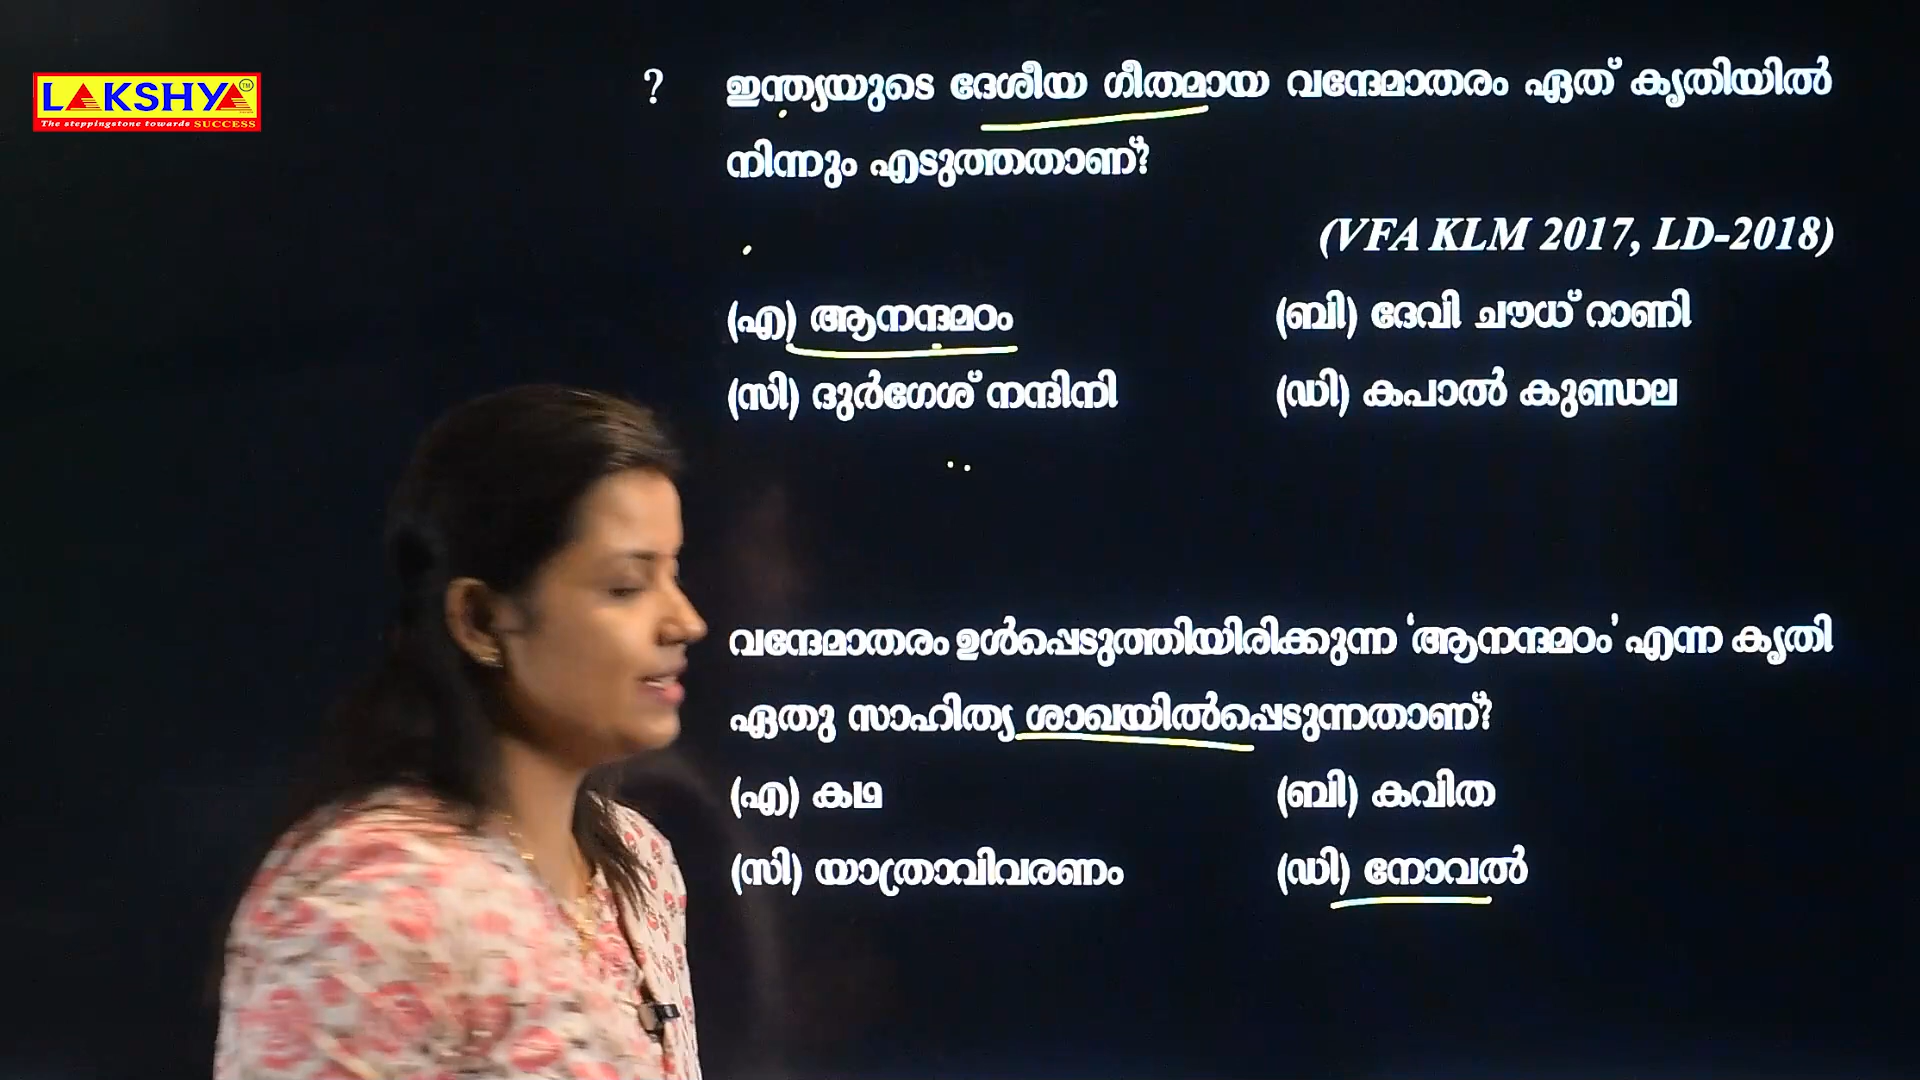 LAKSHYA
TM
The steppingstone towards SUCCESS
? ഇന്ത്യയുടെ ദേശീയ ഗീതമായ വന്ദേമാതരം ഏത് കൃതിയിൽ
നിന്നും എടുത്തതാണ്?
(VFA KLM 2017, LD-2018)
(എ) ആനന്ദമഠം (ബി) ദേവി ചൗധ് റാണി
(സി) ദുർഗേശ് നന്ദിനി (ഡി) കപാൽ കുണ്ഡല
വന്ദേമാതരം ഉൾപ്പെടുത്തിയിരിക്കുന്ന 'ആനന്ദമഠം' എന്ന കൃതി
ഏതു സാഹിത്യ ശാഖയിൽപ്പെടുന്നതാണ്?
(എ) കഥ (ബി) കവിത
(സി) യാത്രാവിവരണം (ഡി) നോവൽ